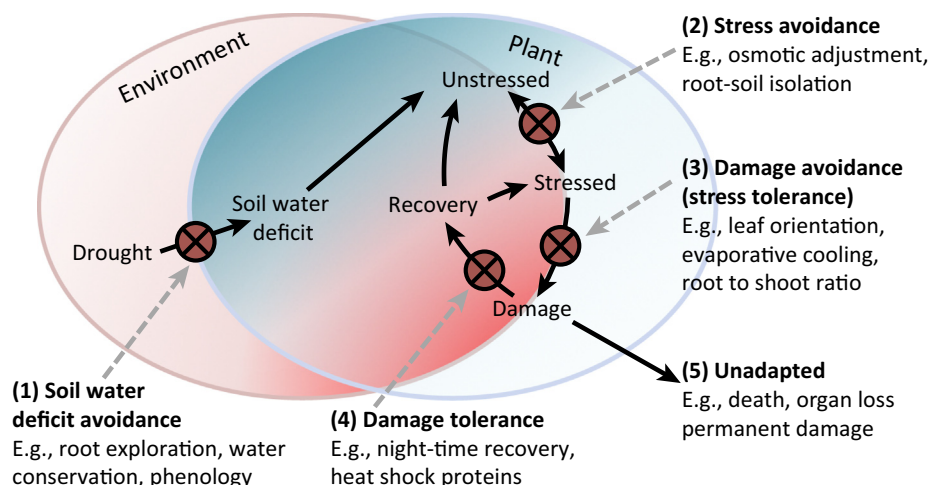 Environment
Plant
Unstressed
Stressed
Soil water
deficit
Recovery
Drought
Damage
(2) Stress avoidance
E.g., osmotic adjustment,
root-soil isolation
(3) Damage avoidance
(stress tolerance)
E.g., leaf orientation,
evaporative cooling,
root to shoot ratio
(5) Unadapted
E.g., death, organ loss
permanent damage
(1) Soil water
deficit avoidance
E.g., root exploration, water
conservation, phenology
(4) Damage tolerance
E.g., night-time recovery,
heat shock proteins